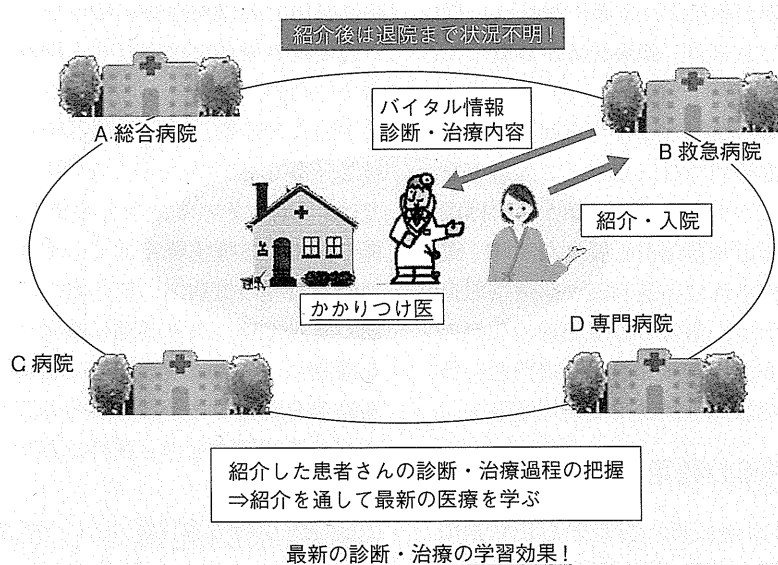 紹介後は退院まで状況不明！
A 総合病院
バイタル情報
診断・治療内容
B 救急病院
紹介・入院
かかりつけ医
D 専門病院
C 病院
紹介した患者さんの診断・治療過程の把握
⇒紹介を通して最新の医療を学ぶ
最新の診断・治療の学習効果！